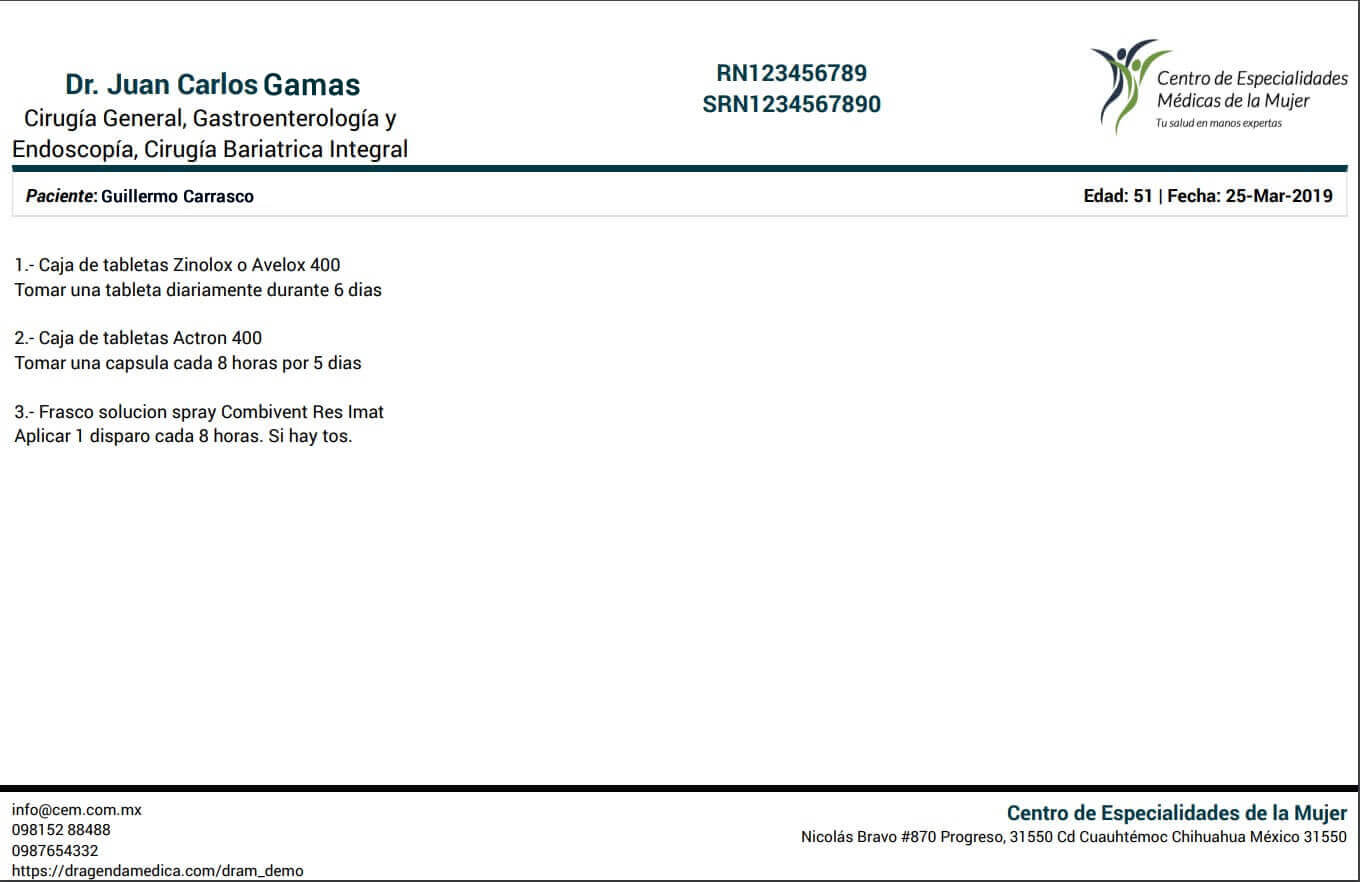 Dr. Juan Carlos Gamas
Cirugía General, Gastroenterología y
Endoscopía, Cirugía Bariatrica Integral
RN123456789
SRN1234567890
Centro de Especialidades
Médicas de la Mujer
Tu salud en manos expertas
Paciente: Guillermo Carrasco
Edad: 51 | Fecha: 25-Mar-2019
1.- Caja de tabletas Zinolox o Avelox 400
Tomar una tableta diariamente durante 6 dias
2.- Caja de tabletas Actron 400
Tomar una capsula cada 8 horas por 5 dias
3.- Frasco solucion spray Combivent Res Imat
Aplicar 1 disparo cada 8 horas. Si hay tos.
info@cem.com.mx
098152 88488
0987654332
https://dragendamedica.com/dram_demo
Centro de Especialidades de la Mujer
Nicolás Bravo #870 Progreso, 31550 Cd Cuauhtémoc Chihuahua México 31550